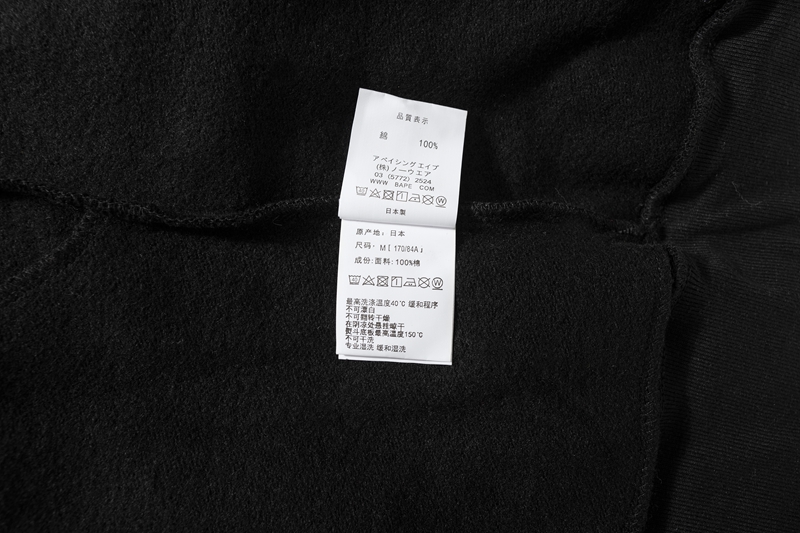 品質表示
綿 100%
アベイシングエイプ
(株)ノーウエア
03 (5772) 2524
WWW BAPE COM
日本製
原产地: 日本
尺码: M [ 170/84A ]
成份: 面料: 100%棉
最高洗涤温度40℃ 缓和程序
不可漂白
不可翻转干燥
在阴凉处悬挂晾干
熨斗底板最高温度150℃
不可干洗
专业湿洗 缓和湿洗